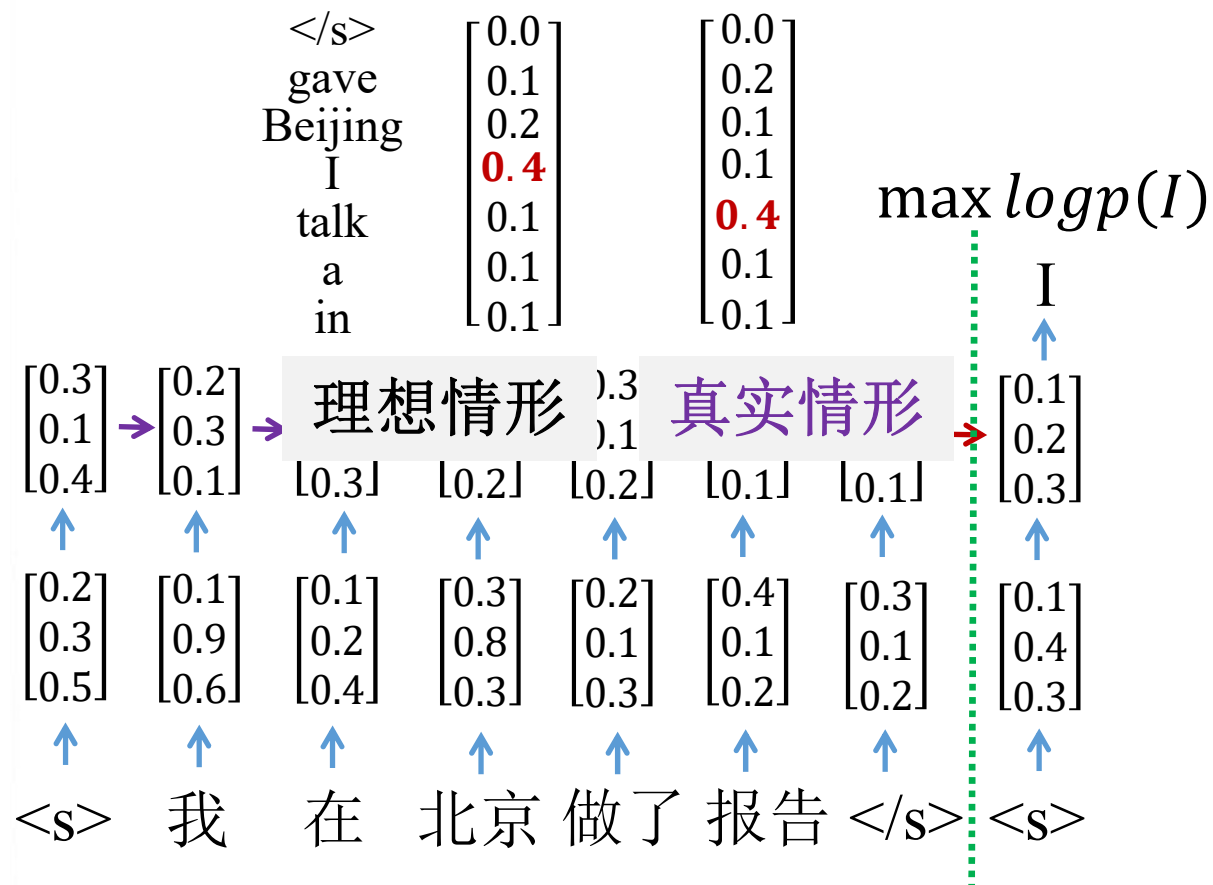 </s> 0.0 0.0
gave 0.1 0.2
Beijing 0.2 0.1
I 0.4 0.1
talk 0.1 0.4
a 0.1 0.1
in 0.1 0.1
max logp(I)
I
0.3 0.2 0.3 0.1
0.1 0.3 理想情形 0.1 真实情形 0.2
0.4 0.1 0.3 0.2 0.2 0.1 0.1 0.3
0.2 0.1 0.1 0.3 0.2 0.4 0.3 0.1
0.3 0.9 0.2 0.8 0.1 0.1 0.1 0.4
0.5 0.6 0.4 0.3 0.3 0.2 0.2 0.3
<s> 我 在 北京 做了 报告 </s> <s>